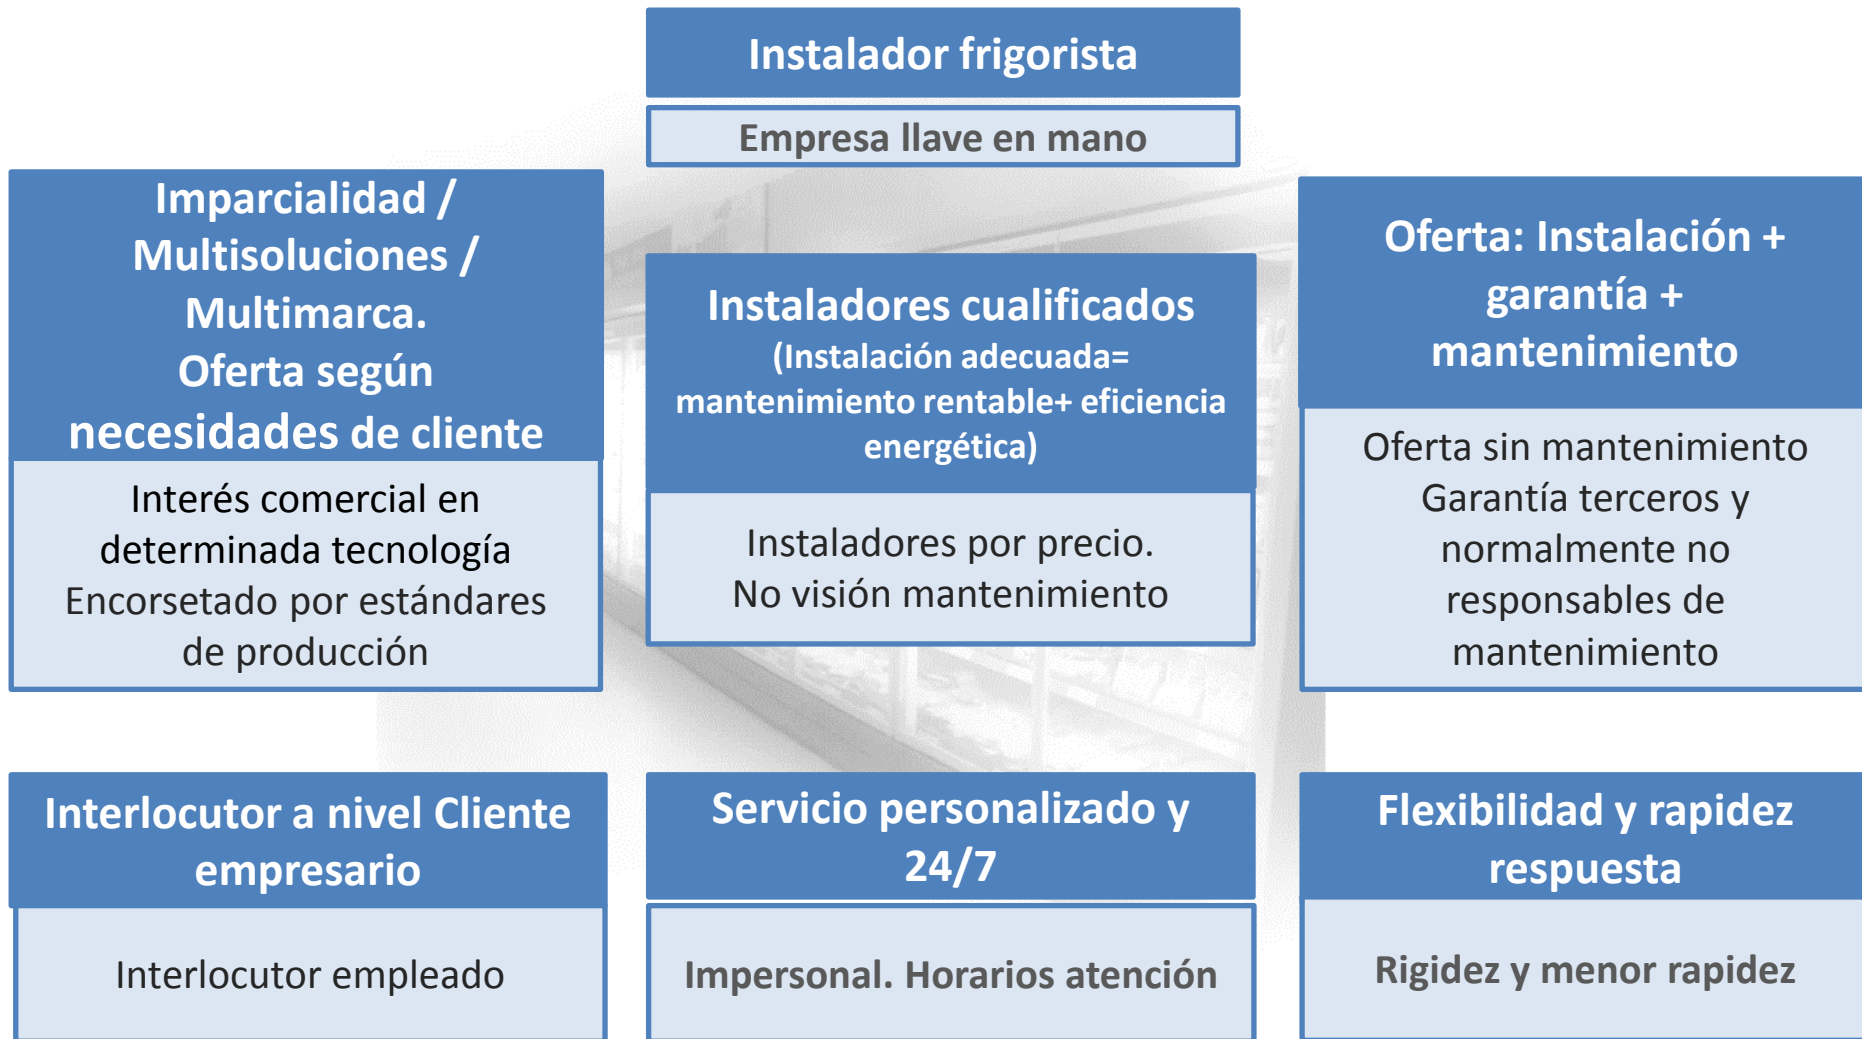 Instalador frigorista
Empresa llave en mano
Imparcialidad /
Multisoluciones /
Multimarca.
Oferta según
necesidades de cliente
Interés comercial en
determinada tecnología
Encorsetado por estándares
de producción
Instaladores cualificados
(Instalación adecuada=
mantenimiento rentable+ eficiencia
energética)
Instaladores por precio.
No visión mantenimiento
Oferta: Instalación +
garantía +
mantenimiento
Oferta sin mantenimiento
Garantía terceros y
normalmente no
responsables de
mantenimiento
Interlocutor a nivel Cliente
empresario
Interlocutor empleado
Servicio personalizado y
24/7
Impersonal. Horarios atención
Flexibilidad y rapidez
respuesta
Rigidez y menor rapidez